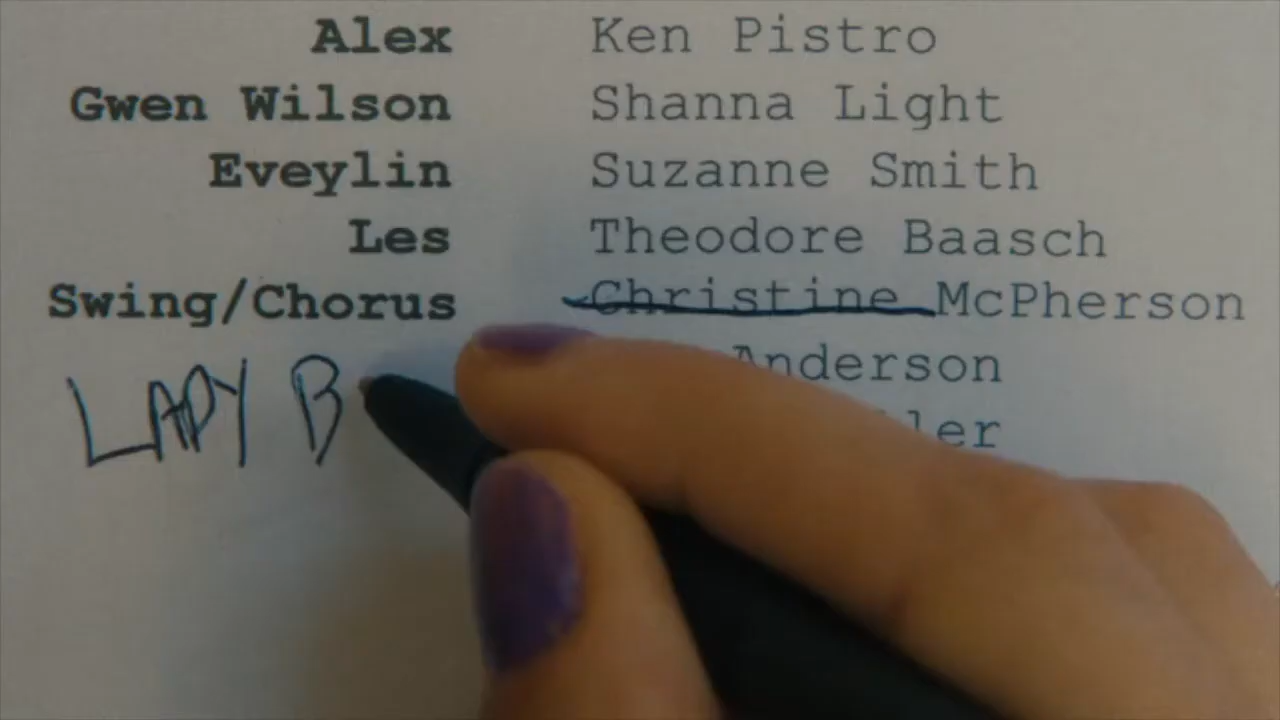 Alex Ken Pistro
Gwen Wilson Shanna Light
Eveylin Suzanne Smith
Les Theodore Baasch
Swing/Chorus Christine McPherson
Anderson
LADY B